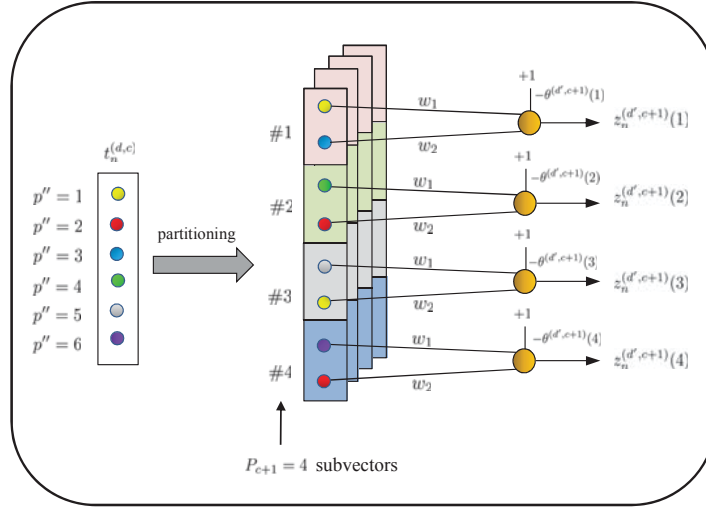 t_n^{(d,c)}
p'' = 1
p'' = 2
p'' = 3
p'' = 4
p'' = 5
p'' = 6
partitioning
#1
#2
#3
#4
w_1
w_2
w_1
w_2
w_1
w_2
w_1
w_2
+1
-θ^{(d',c+1)}(1)
z_n^{(d',c+1)}(1)
+1
-θ^{(d',c+1)}(2)
z_n^{(d',c+1)}(2)
+1
-θ^{(d',c+1)}(3)
z_n^{(d',c+1)}(3)
+1
-θ^{(d',c+1)}(4)
z_n^{(d',c+1)}(4)
P_{c+1} = 4 subvectors